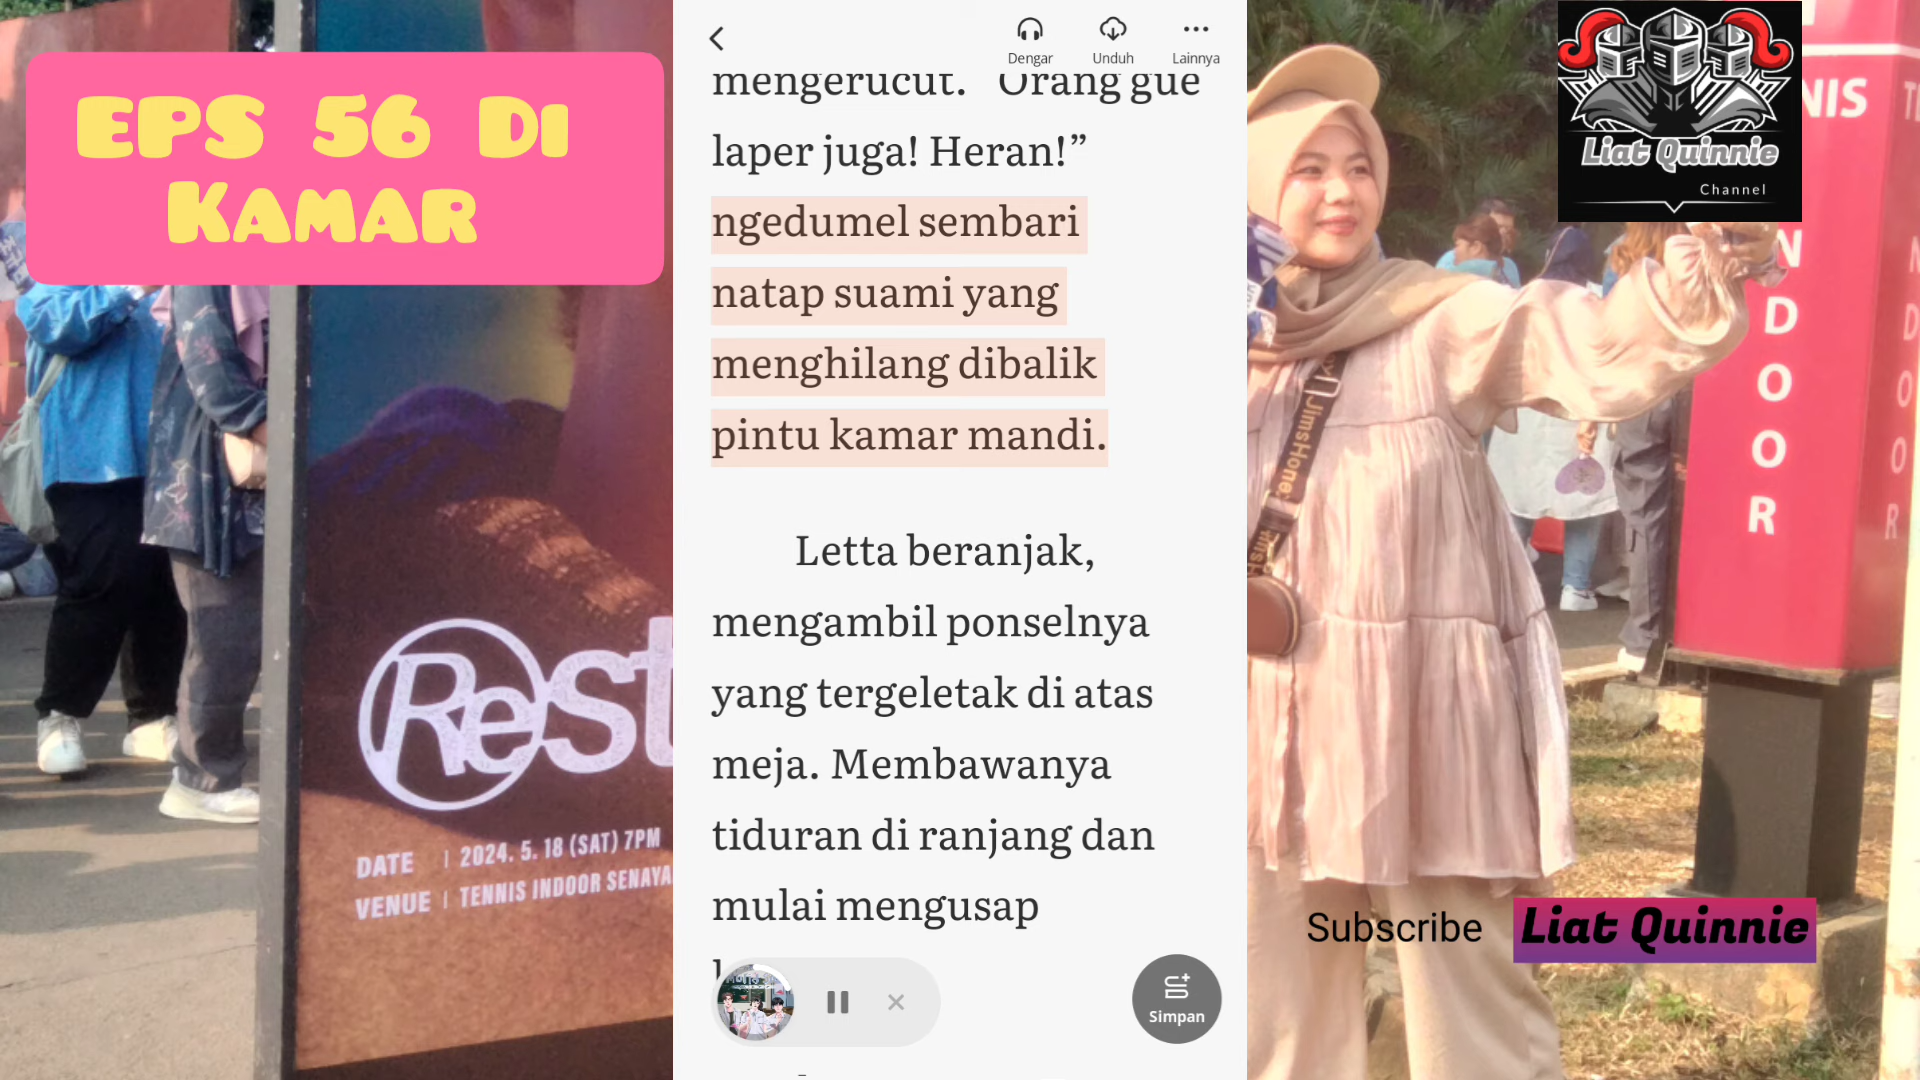 EPS 56 Di
Kamar
ReSt
DATE | 2024. 5. 18 (SAT) 7PM
VENUE | TENNIS INDOOR SENAYA
Dengar
Unduh
Lainnya
mengerucut. “Orang gue
laper juga! Heran!”
ngedumel sembari
natap suami yang
menghilang dibalik
pintu kamar mandi.
Letta beranjak,
mengambil ponselnya
yang tergeletak di atas
meja. Membawanya
tiduran di ranjang dan
mulai mengusap
Simpan
Liat Quinnie
Channel
NIS
NDOOR
JimsHoney
Subscribe Liat Quinnie